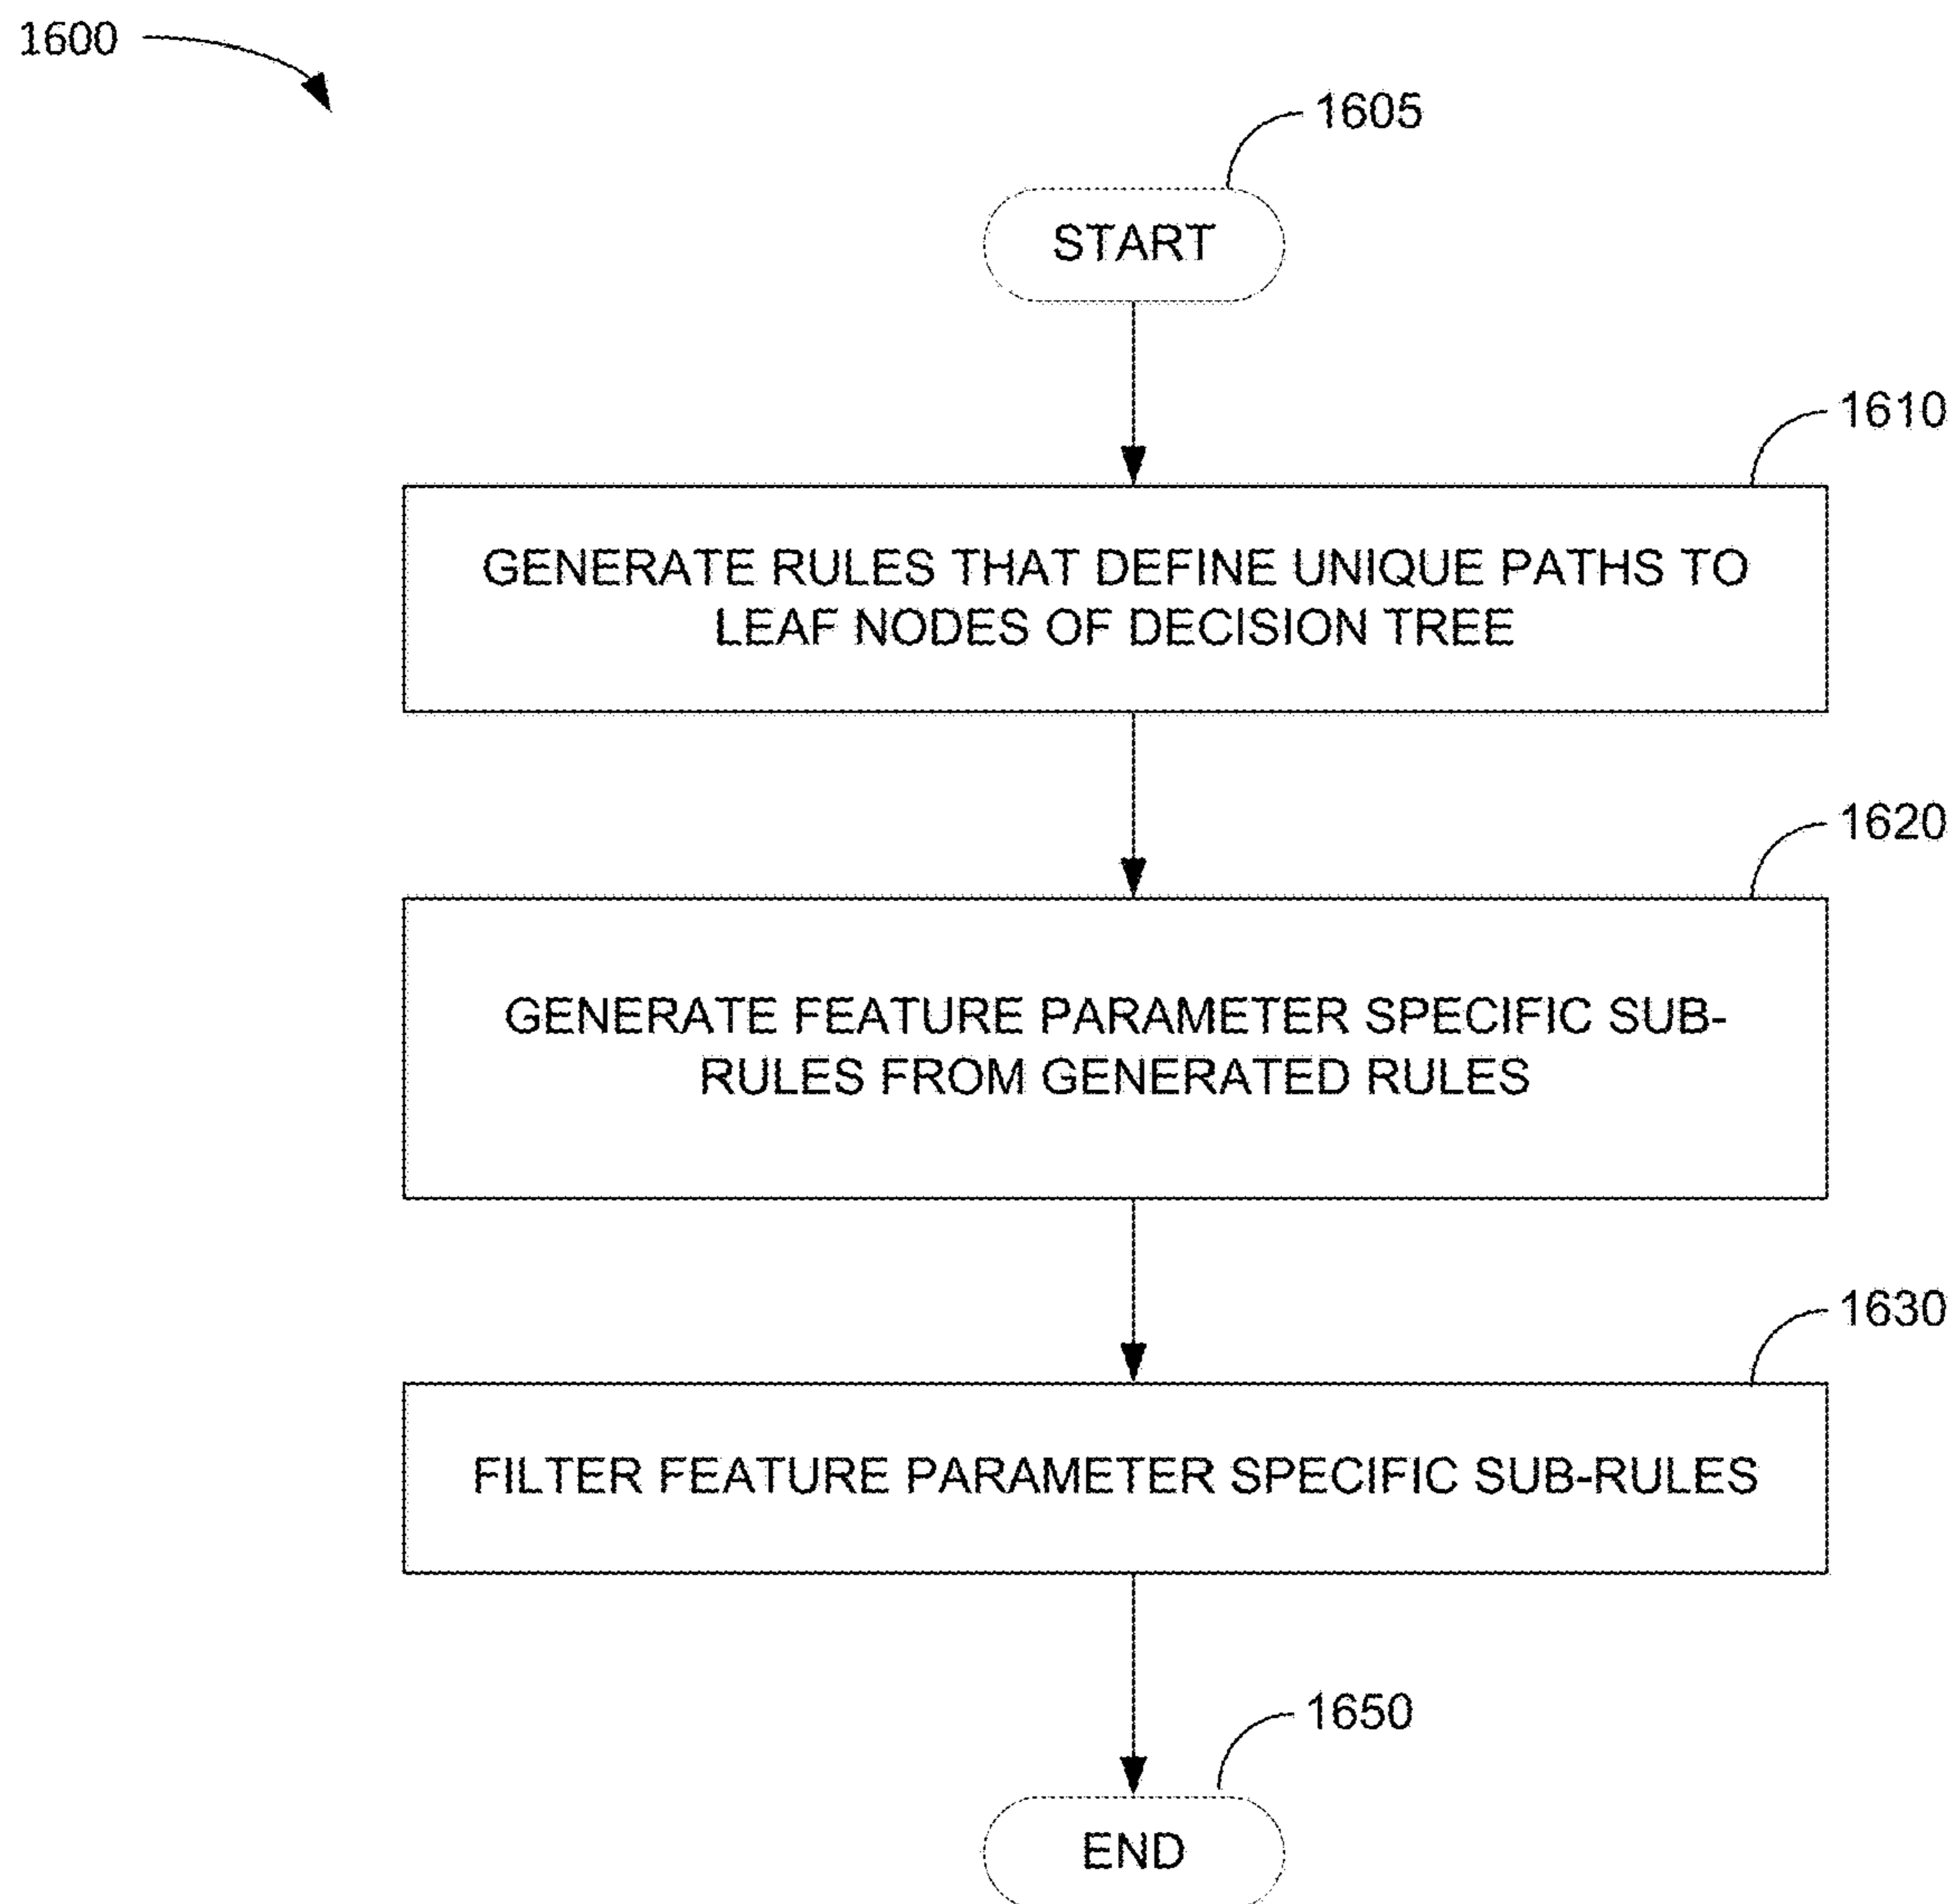 1600
1605
START
1610
GENERATE RULES THAT DEFINE UNIQUE PATHS TO
LEAF NODES OF DECISION TREE
1620
GENERATE FEATURE PARAMETER SPECIFIC SUB-
RULES FROM GENERATED RULES
1630
FILTER FEATURE PARAMETER SPECIFIC SUB-RULES
1650
END